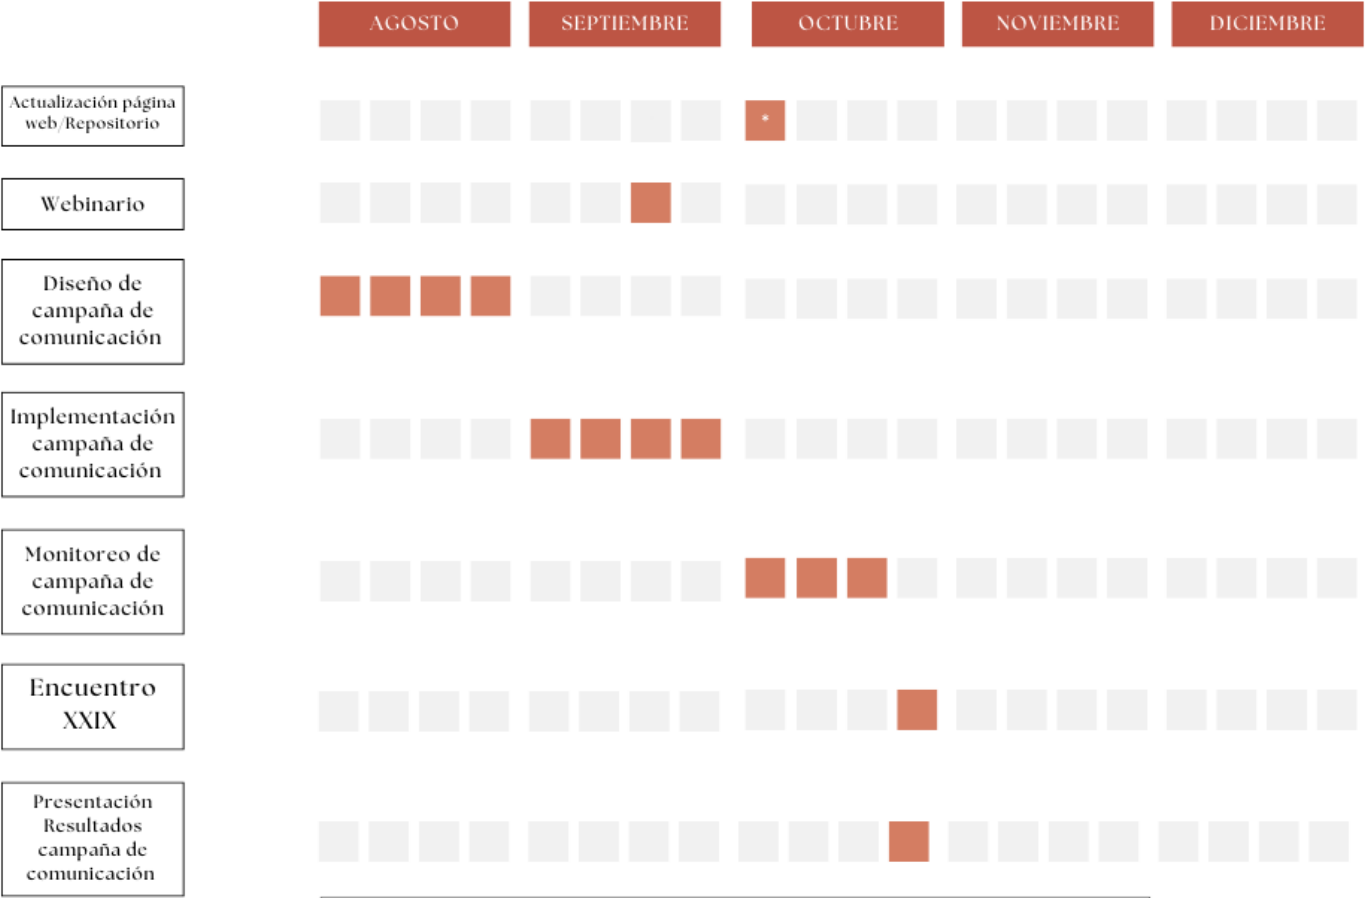 AGOSTO
SEPTIEMBRE
OCTUBRE
NOVIEMBRE
DICIEMBRE
Actualización página
web/Repositorio
*
Webinario
Diseño de
campaña de
comunicación
Implementación
campaña de
comunicación
Monitoreo de
campaña de
comunicación
Encuentro
XXIX
Presentación
Resultados
campaña de
comunicación